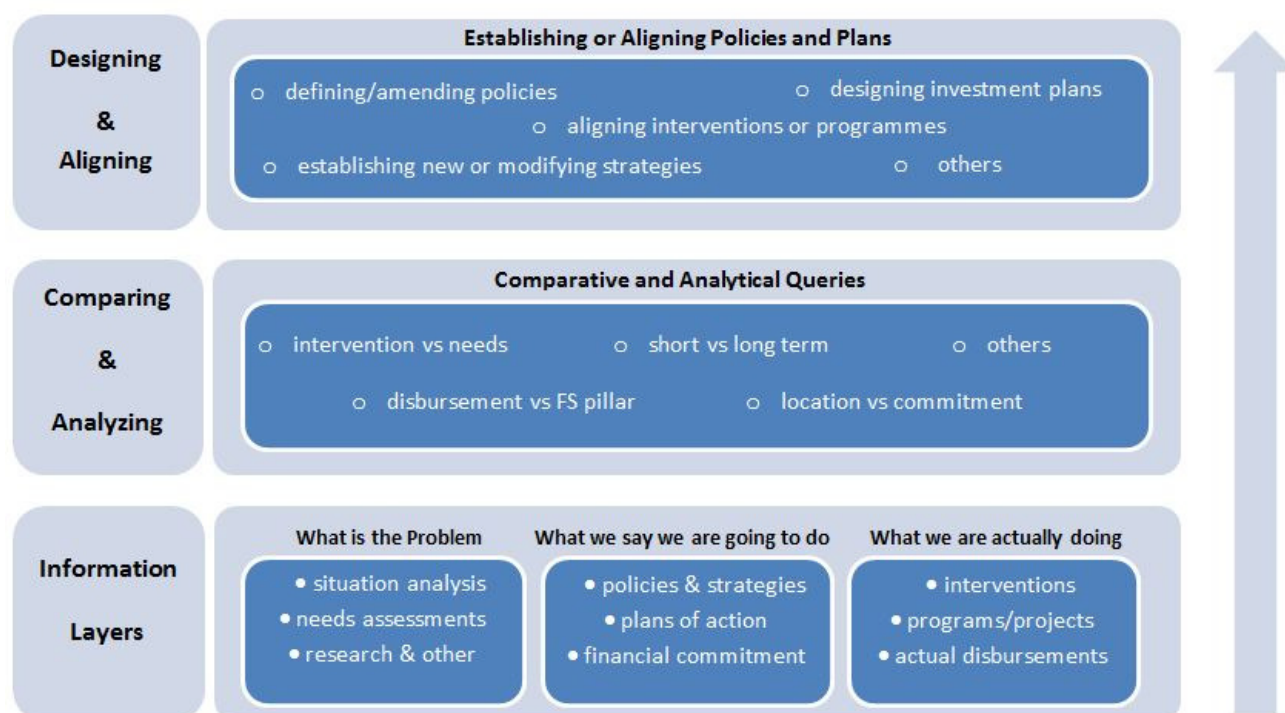 Designing
&
Aligning
Establishing or Aligning Policies and Plans
o defining/amending policies
o designing investment plans
o aligning interventions or programmes
o establishing new or modifying strategies
o others
Comparing
&
Analyzing
Comparative and Analytical Queries
o intervention vs needs
o short vs long term
o others
o disbursement vs FS pillar
o location vs commitment
Information
Layers
What is the Problem
• situation analysis
• needs assessments
• research & other
What we say we are going to do
• policies & strategies
• plans of action
• financial commitment
What we are actually doing
• interventions
• programs/projects
• actual disbursements